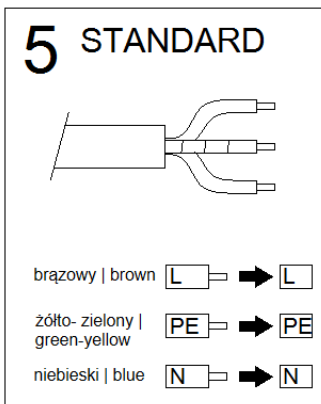 5 STANDARD
brązowy | brown L L
żółto- zielony |
green-yellow PE PE
niebieski | blue N N